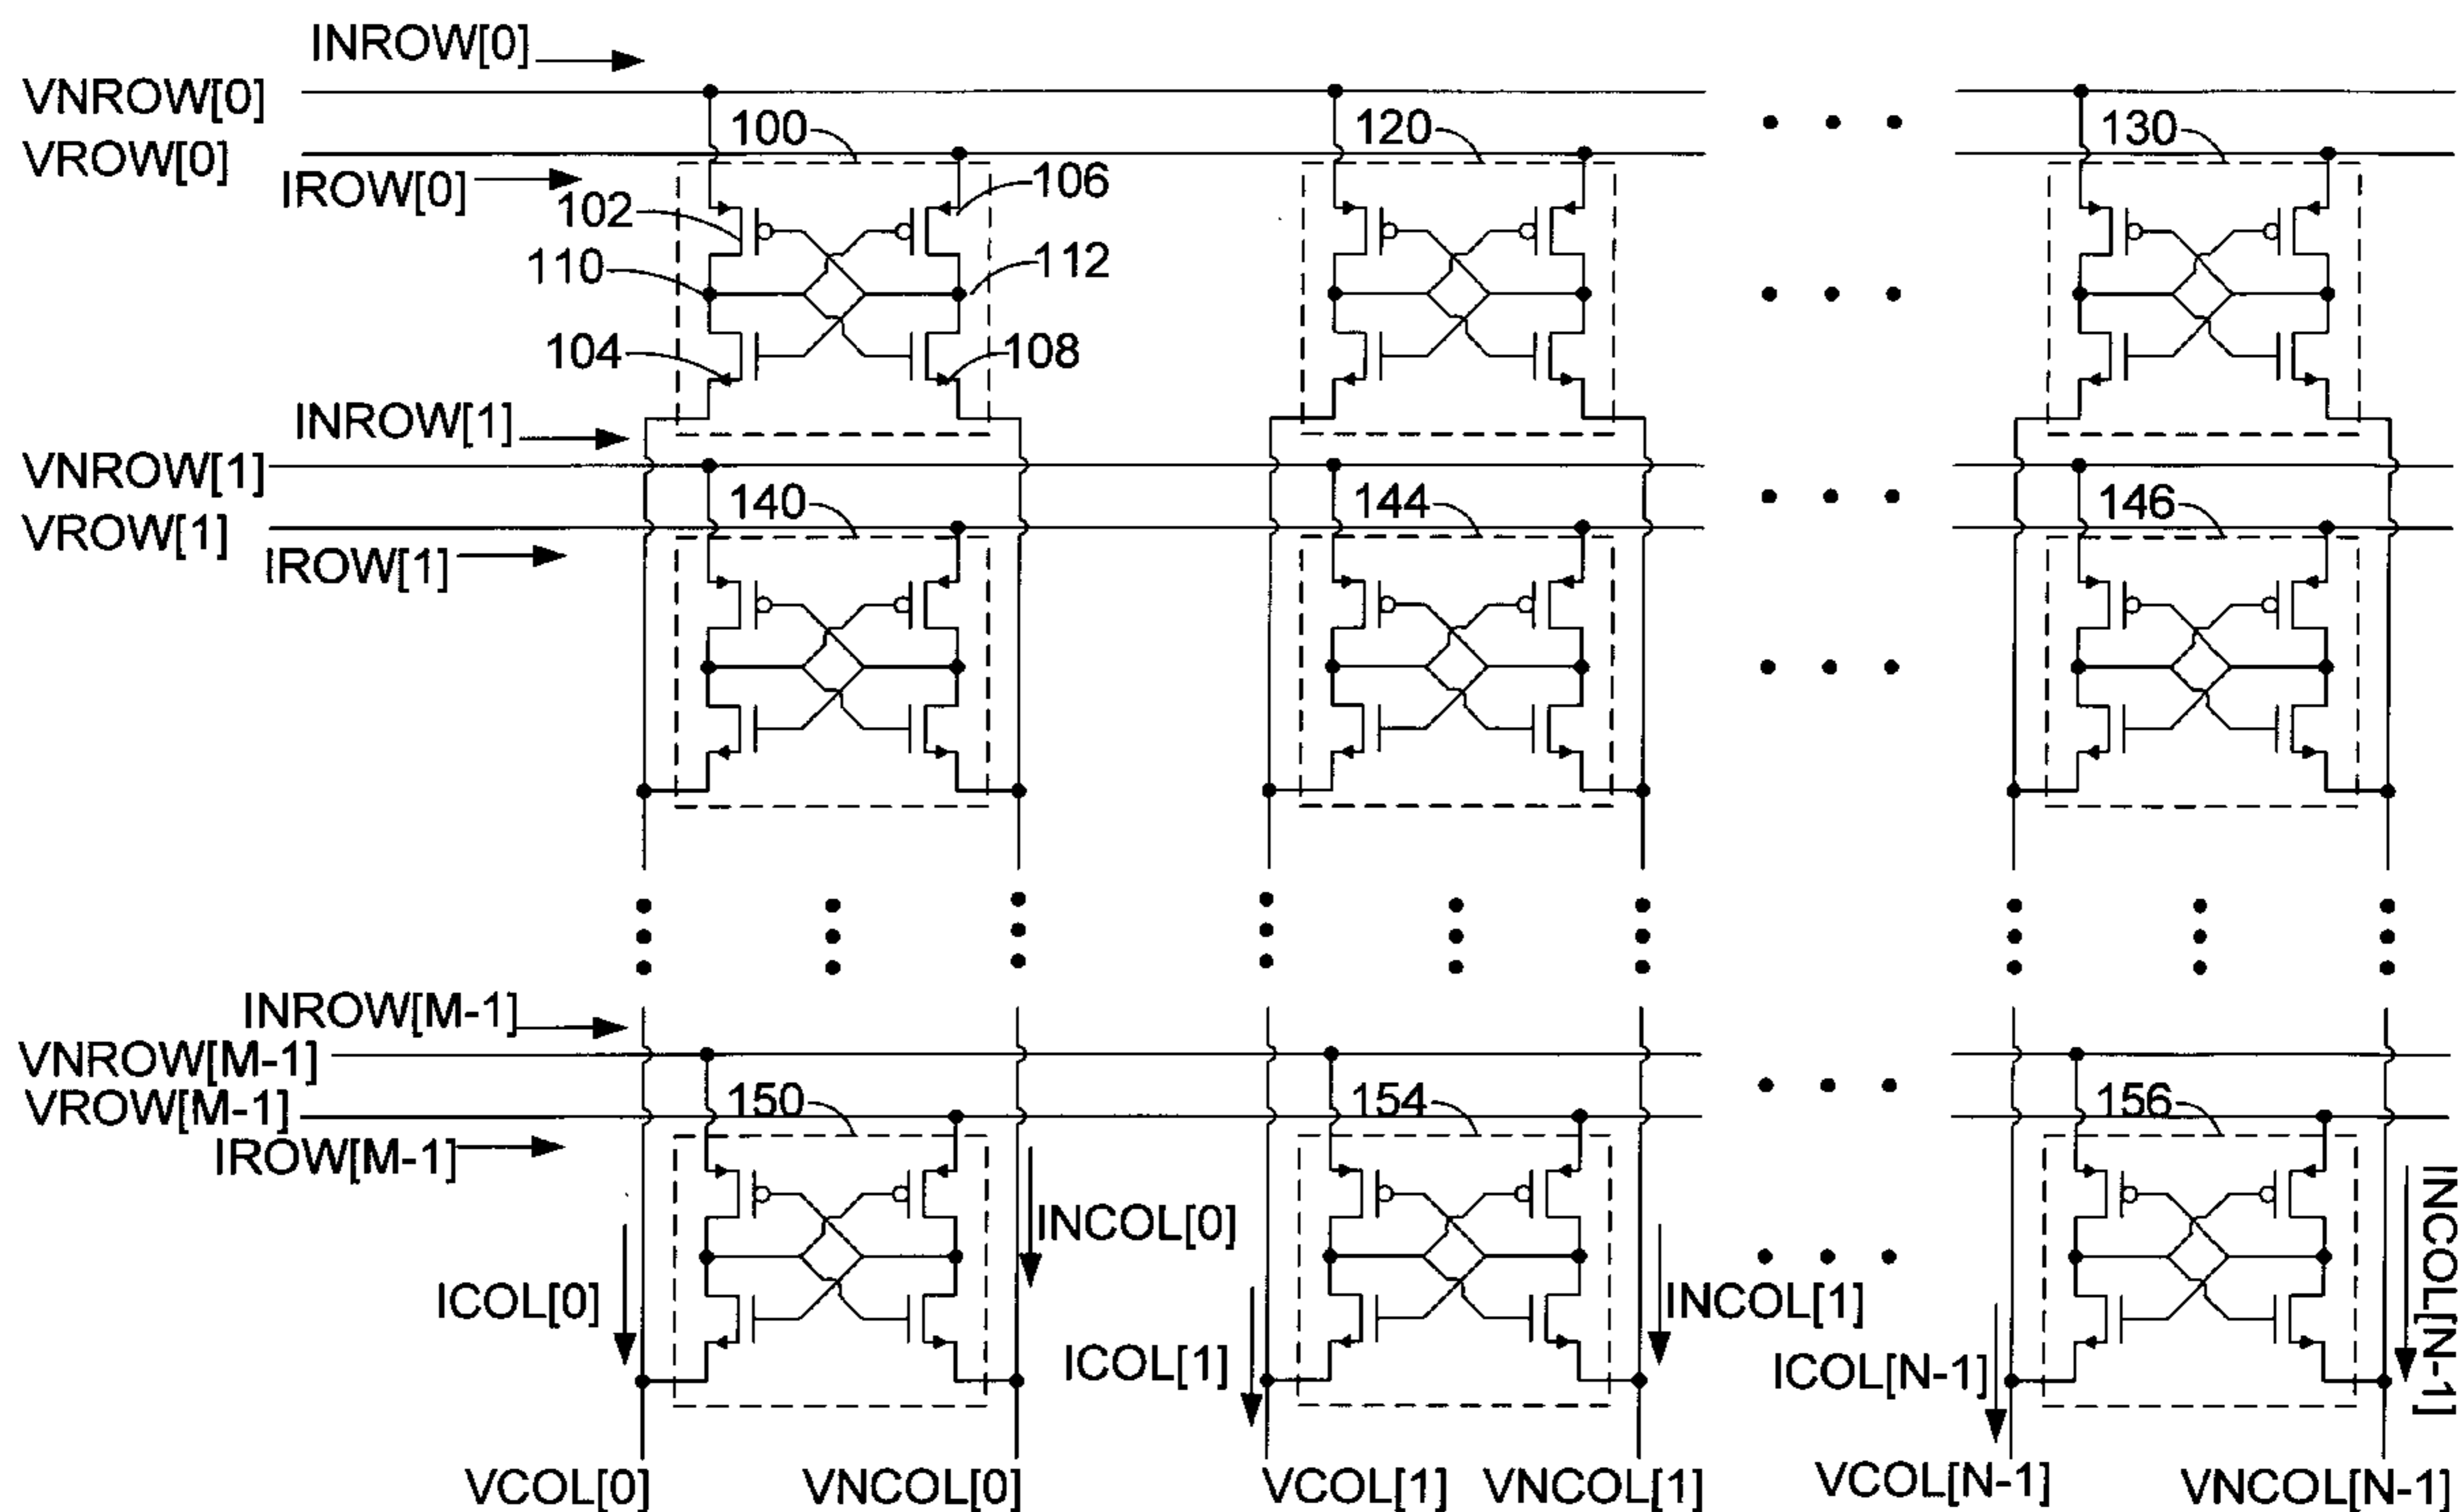 INROW[0]
VNROW[0]
100
120
130
VROW[0]
IROW[0]
106
102
110
112
104
108
INROW[1]
VNROW[1]
140
144
146
VROW[1]
IROW[1]
INROW[M-1]
VNROW[M-1]
VROW[M-1]
150
154
156
IROW[M-1]
INCOL[0]
INCOL[N-1]
ICOL[0]
INCOL[1]
ICOL[1]
ICOL[N-1]
VCOL[0]
VNCOL[0]
VCOL[1]
VNCOL[1]
VCOL[N-1]
VNCOL[N-1]